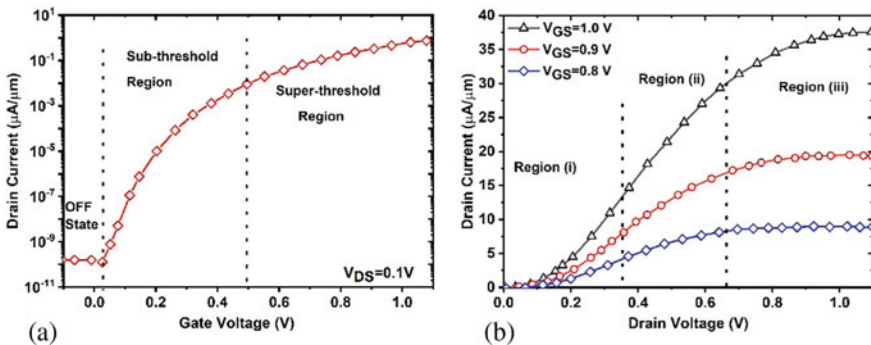 10¹
10⁻¹
10⁻³
10⁻⁵
10⁻⁷
10⁻⁹
10⁻¹¹
Drain Current (µA/µm)
Sub-threshold
Region
Super-threshold
Region
OFF
State
V_DS=0.1V
0.0 0.2 0.4 0.6 0.8 1.0
Gate Voltage (V)
(a)
40
35
30
25
20
15
10
5
0
Drain Current (µA/µm)
V_GS=1.0 V
V_GS=0.9 V
V_GS=0.8 V
Region (i)
Region (ii)
Region (iii)
0.0 0.2 0.4 0.6 0.8 1.0
Drain Voltage (V)
(b)